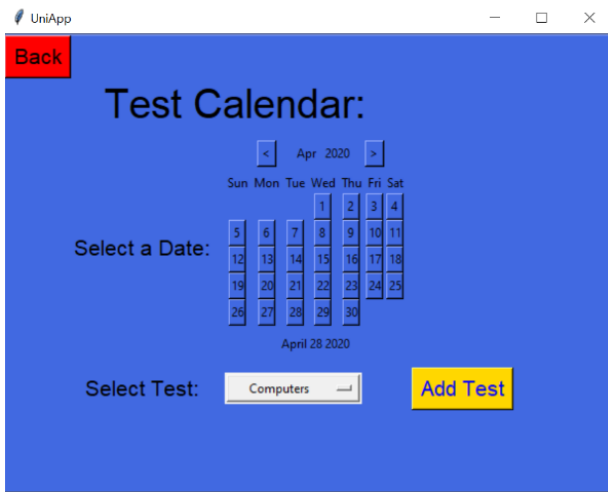 UniApp
Back
Test Calendar:
< Apr 2020 >
Sun Mon Tue Wed Thu Fri Sat
1 2 3 4
5 6 7 8 9 10 11
Select a Date:
12 13 14 15 16 17 18
19 20 21 22 23 24 25
26 27 28 29 30
April 28 2020
Select Test: Computers Add Test